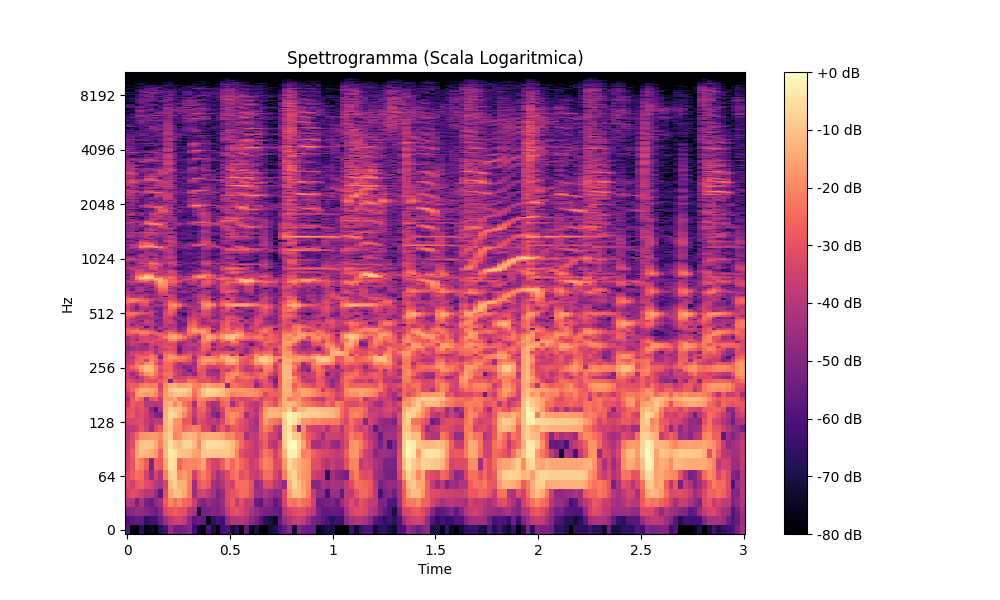 Spettrogramma (Scala Logaritmica)
Hz
8192
4096
2048
1024
512
256
128
64
0
0 0.5 1 1.5 2 2.5 3
Time
+0 dB
-10 dB
-20 dB
-30 dB
-40 dB
-50 dB
-60 dB
-70 dB
-80 dB